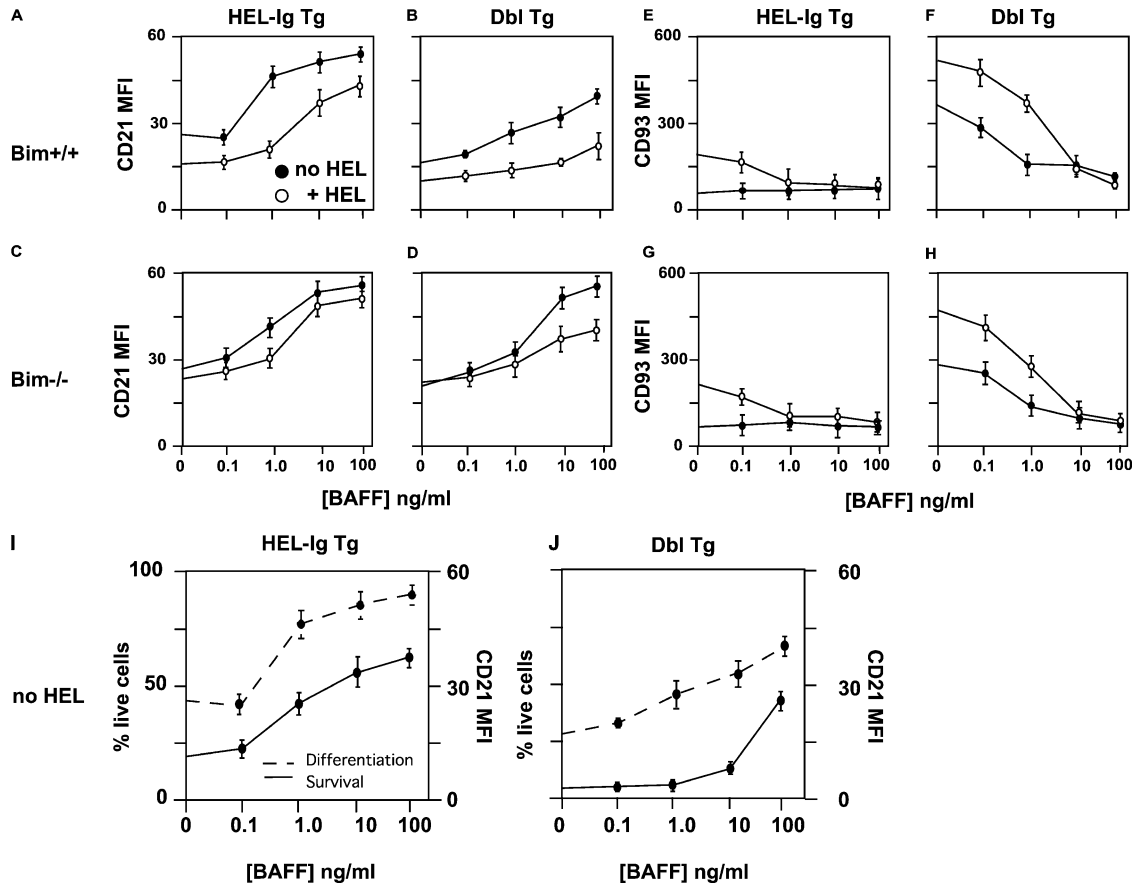 A HEL-Ig Tg B Dbl Tg E HEL-Ig Tg F Dbl Tg
Bim+/+
60
30
0
CD21 MFI
no HEL
+ HEL
CD21 MFI
600
300
0
CD93 MFI
C D G H
Bim-/-
60
30
0
CD21 MFI
0 0.1 1.0 10 100
CD21 MFI
0 0.1 1.0 10 100
600
300
0
CD93 MFI
0 0.1 1.0 10 100
0 0.1 1.0 10 100
[BAFF] ng/ml [BAFF] ng/ml
I HEL-Ig Tg J Dbl Tg
no HEL
100
50
0
% live cells
Differentiation
Survival
60
30
0
CD21 MFI
0 0.1 1.0 10 100
[BAFF] ng/ml
% live cells
60
30
0
CD21 MFI
0 0.1 1.0 10 100
[BAFF] ng/ml